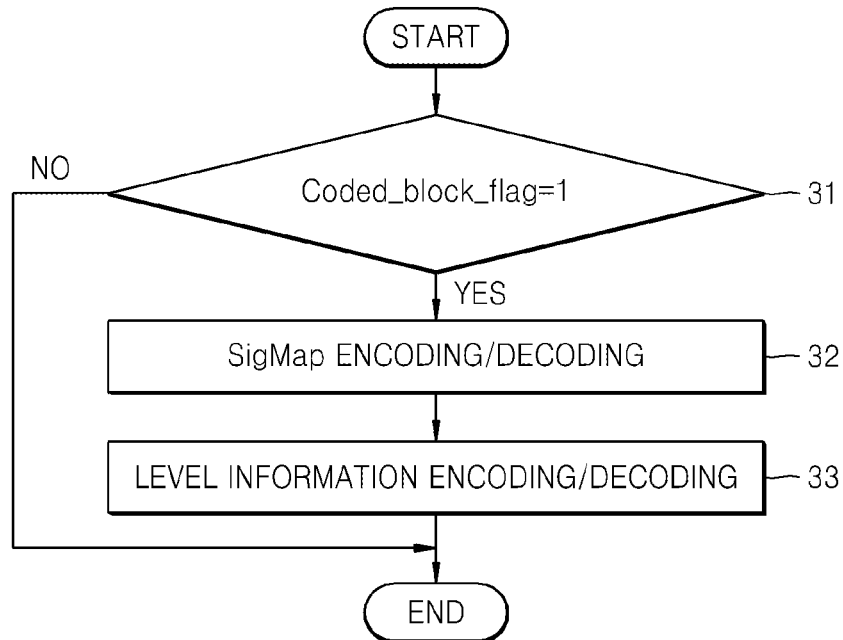 START
NO
Coded_block_flag=1
31
YES
SigMap ENCODING/DECODING
32
LEVEL INFORMATION ENCODING/DECODING
33
END